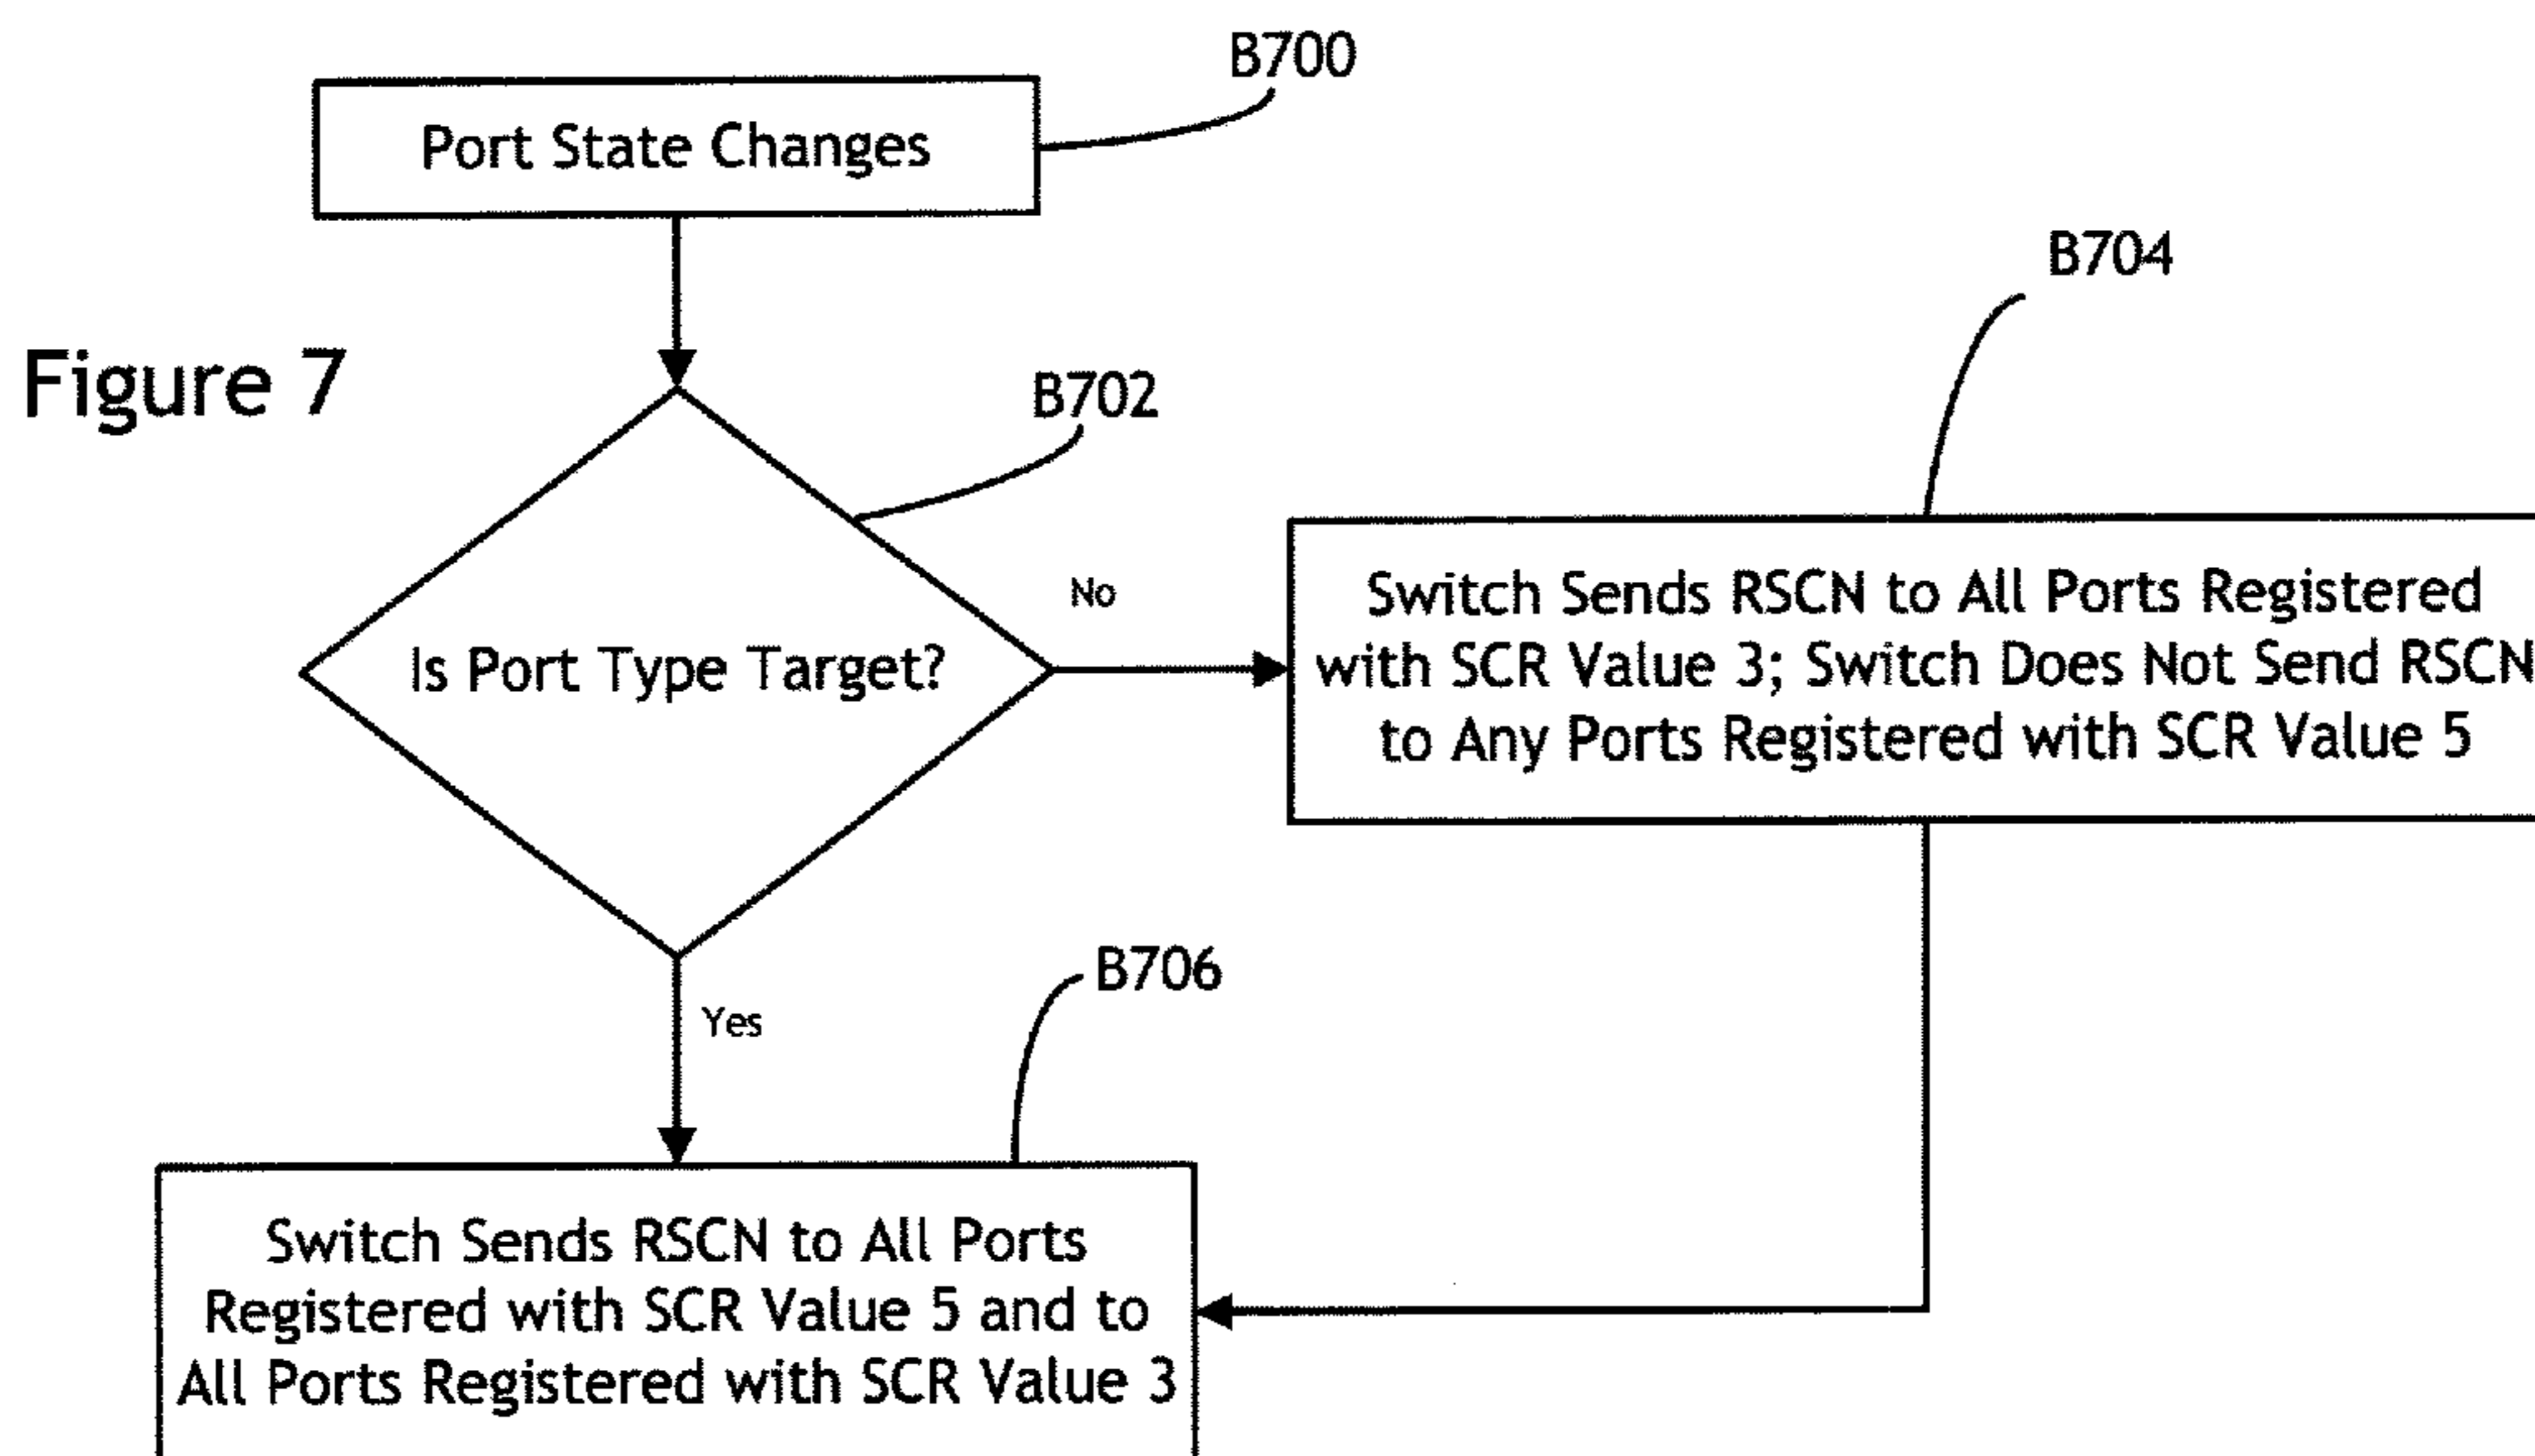 B700
Port State Changes
B704
Figure 7
B702
No
Switch Sends RSCN to All Ports Registered
with SCR Value 3; Switch Does Not Send RSCN
to Any Ports Registered with SCR Value 5
Is Port Type Target?
B706
Yes
Switch Sends RSCN to All Ports
Registered with SCR Value 5 and to
All Ports Registered with SCR Value 3